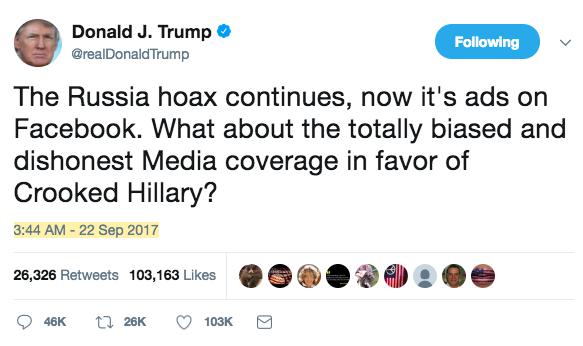 Donald J. Trump
Following
@realDonaldTrump
The Russia hoax continues, now it's ads on
Facebook. What about the totally biased and
dishonest Media coverage in favor of
Crooked Hillary?
3:44 AM - 22 Sep 2017
26,326 Retweets 103,163 Likes
46K 26K 103K